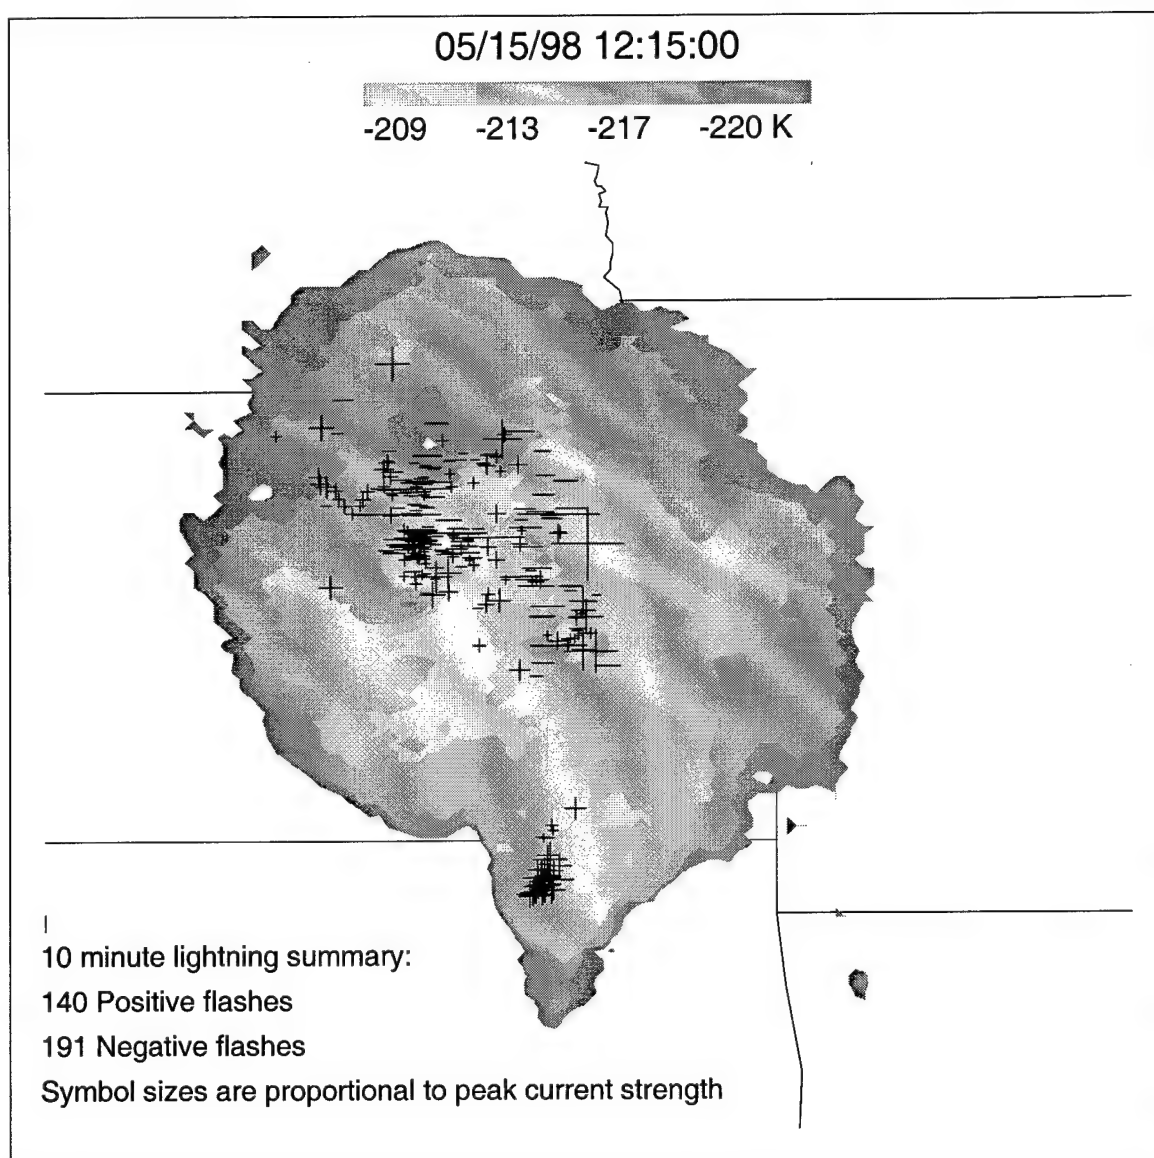 05/15/98 12:15:00
-209 -213 -217 -220 K
10 minute lightning summary:
140 Positive flashes
191 Negative flashes
Symbol sizes are proportional to peak current strength